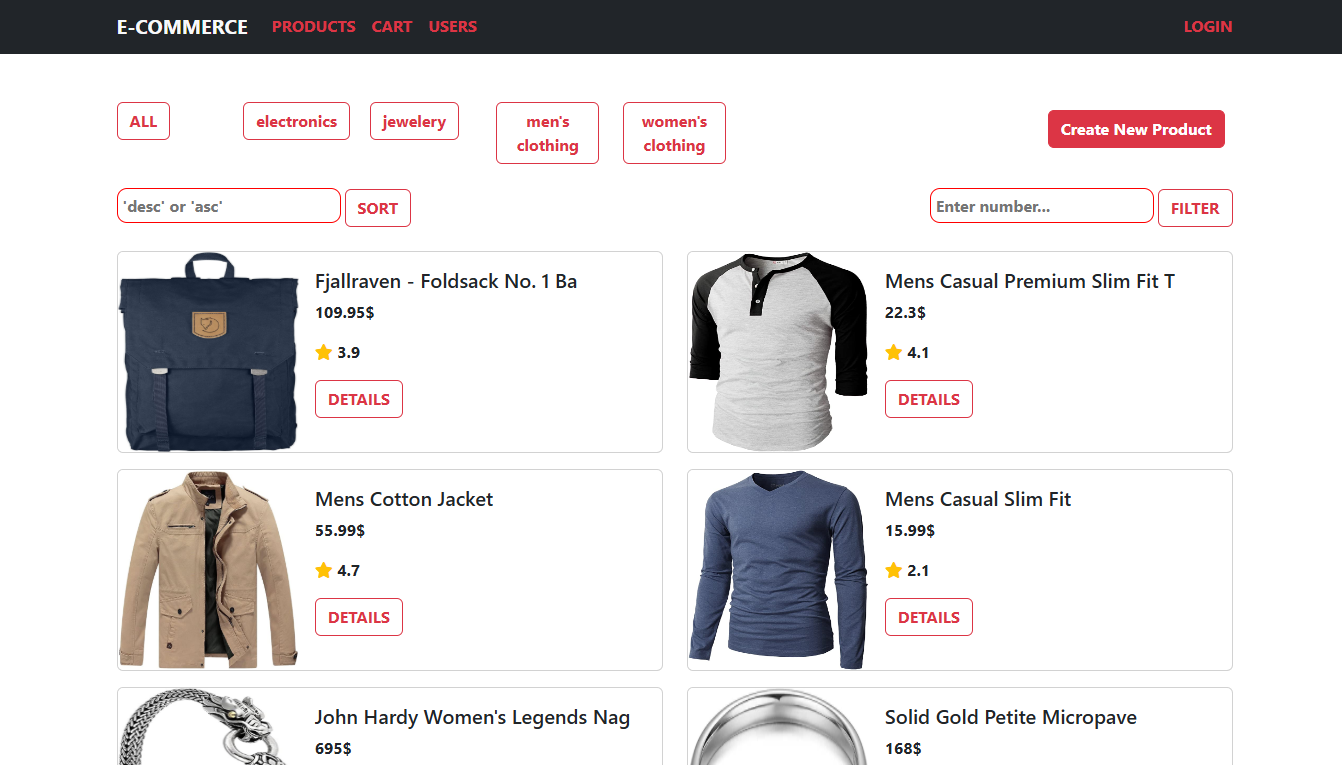 E-COMMERCE PRODUCTS CART USERS LOGIN
ALL electronics jewelery men's clothing women's clothing Create New Product
'desc' or 'asc' SORT Enter number... FILTER
Fjallraven - Foldsack No. 1 Ba
109.95$
3.9
DETAILS
Mens Casual Premium Slim Fit T
22.3$
4.1
DETAILS
Mens Cotton Jacket
55.99$
4.7
DETAILS
Mens Casual Slim Fit
15.99$
2.1
DETAILS
John Hardy Women's Legends Nag
695$
Solid Gold Petite Micropave
168$